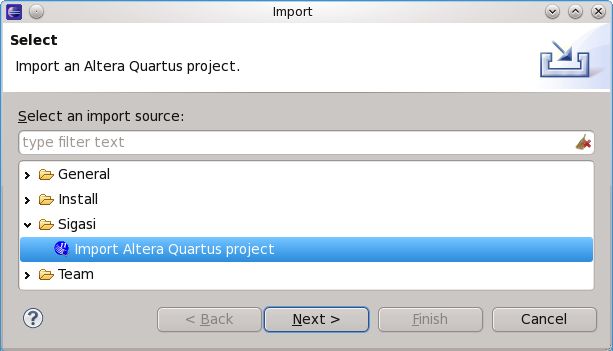 Import
Select
Import an Altera Quartus project.
Select an import source:
type filter text
General
Install
Sigasi
Import Altera Quartus project
Team
?
< Back
Next >
Finish
Cancel